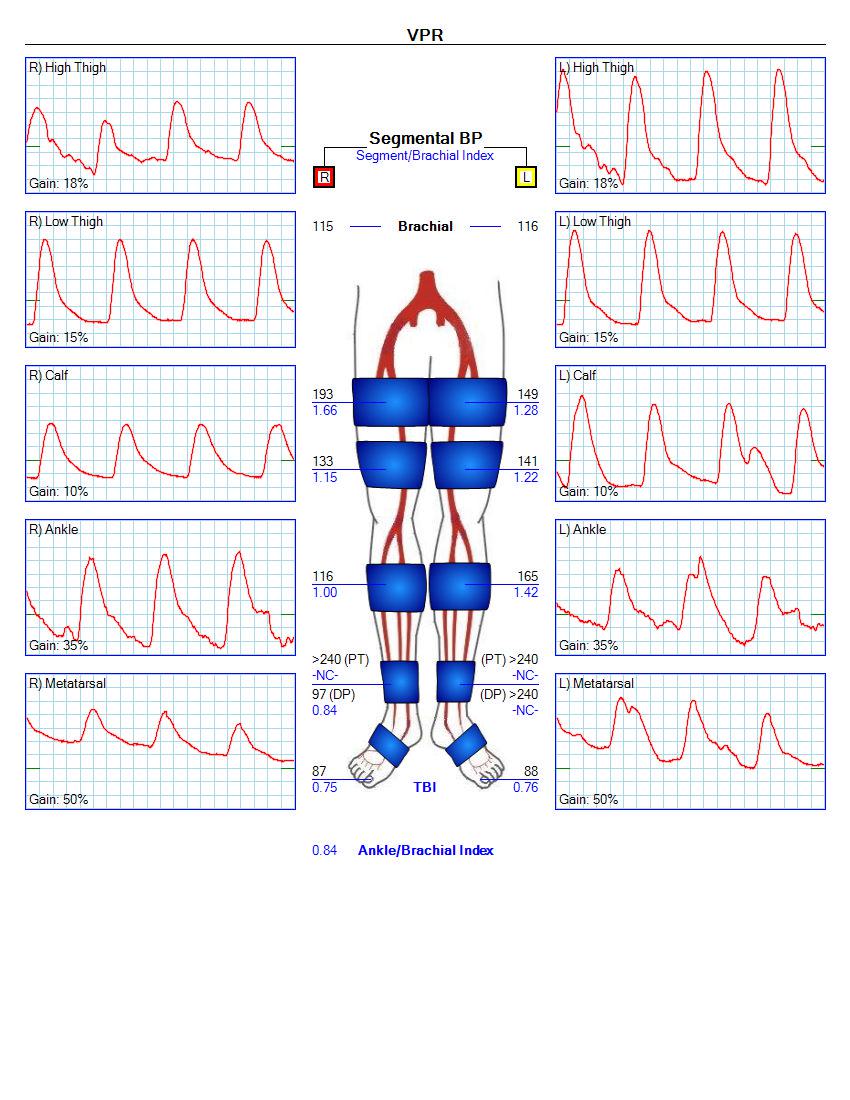 VPR
R) High Thigh
Gain: 18%
R) Low Thigh
Gain: 15%
R) Calf
Gain: 10%
R) Ankle
Gain: 35%
R) Metatarsal
Gain: 50%
Segmental BP
Segment/Brachial Index
R L
115 Brachial 116
193 149
1.66 1.28
133 141
1.15 1.22
116 165
1.00 1.42
>240 (PT) (PT) >240
-NC- -NC-
97 (DP) (DP) >240
0.84 -NC-
87 88
0.75 TBI 0.76
0.84 Ankle/Brachial Index
L) High Thigh
Gain: 18%
L) Low Thigh
Gain: 15%
L) Calf
Gain: 10%
L) Ankle
Gain: 35%
L) Metatarsal
Gain: 50%